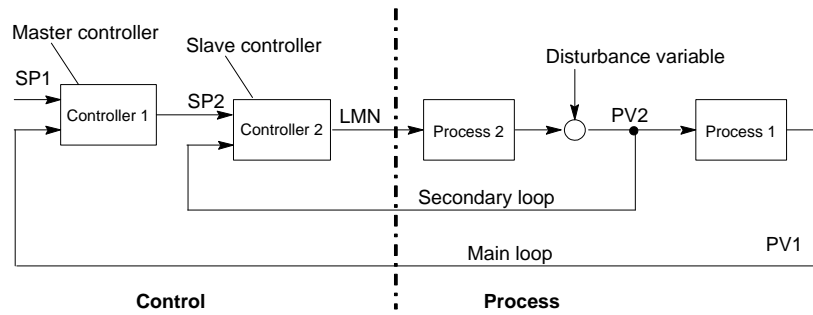 Master controller
Slave controller
Disturbance variable
SP1
SP2
LMN
PV2
Controller 1
Controller 2
Process 2
Process 1
Secondary loop
PV1
Main loop
Control
Process